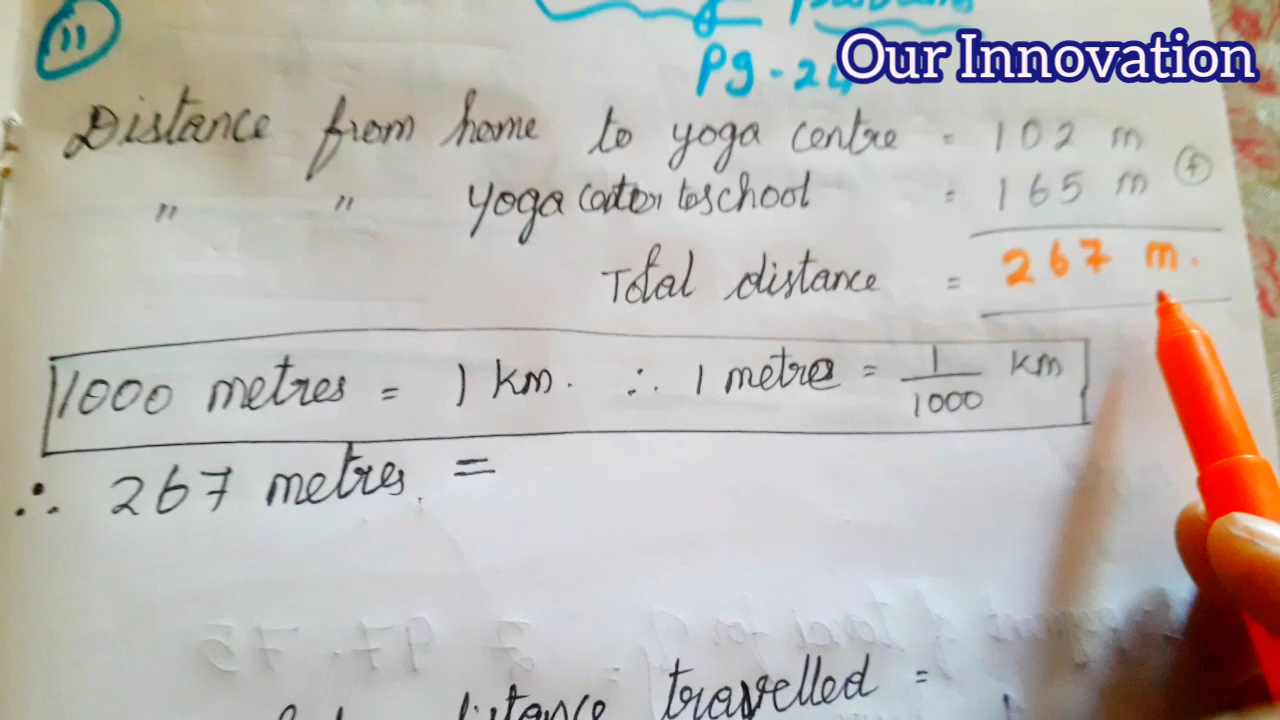 11
Pg - 24
Our Innovation
Distance from home to yoga centre = 102 m
" " yoga to school = 165 m (+)
Total distance = 267 m.
1000 metres = 1 km. ∴ 1 metre = 1/1000 km
∴ 267 metres =
distance travelled =